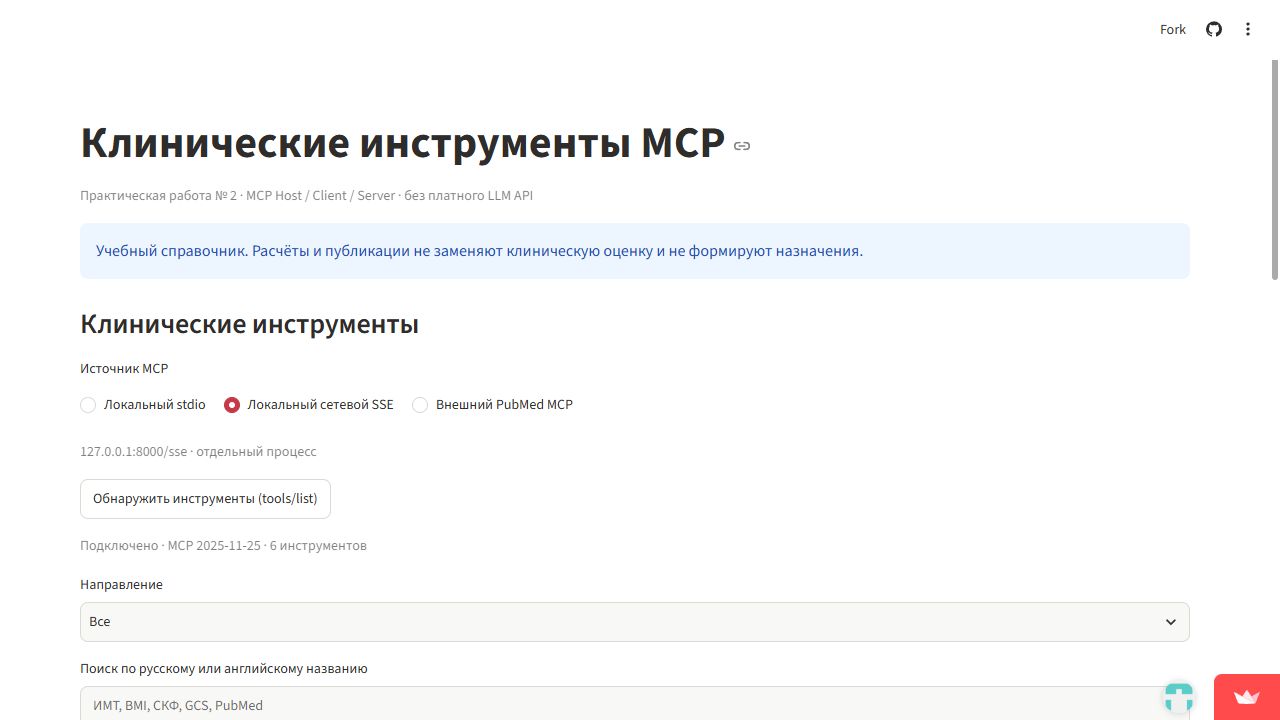 Fork
Клинические инструменты MCP
Практическая работа № 2 · MCP Host / Client / Server · без платного LLM API
Учебный справочник. Расчёты и публикации не заменяют клиническую оценку и не формируют назначения.
Клинические инструменты
Источник MCP
Локальный stdio Локальный сетевой SSE Внешний PubMed MCP
127.0.0.1:8000/sse · отдельный процесс
Обнаружить инструменты (tools/list)
Подключено · MCP 2025-11-25 · 6 инструментов
Направление
Все
Поиск по русскому или английскому названию
ИМТ, BMI, СКФ, GCS, PubMed